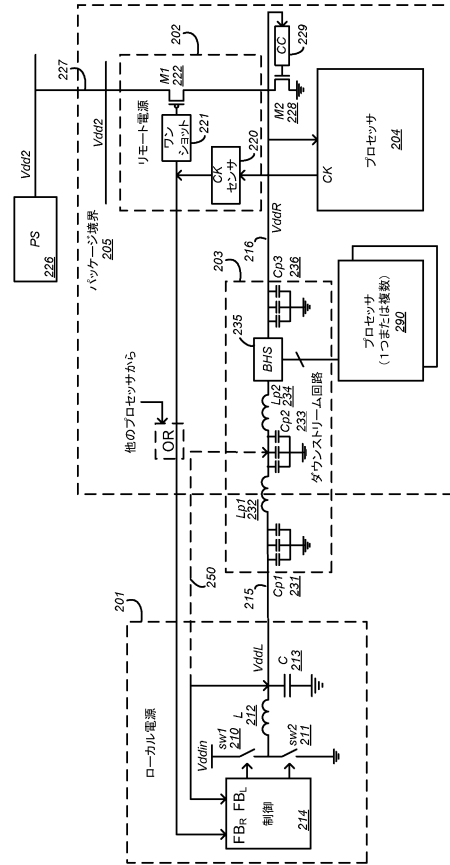 Vdd2
227
PS
226
パッケージ境界
205
Vdd2
202
リモート電源
M1
222
ワン
ショット
221
CK
センサ
220
CC
229
M2
228
プロセッサ
204
CK
VddR
216
203
Cp3
236
235
BHS
プロセッサ
(1つまたは複数)
290
Lp2
234
Cp2
233
ダウンストリーム回路
他のプロセッサから
OR
Lp1
232
Cp1
231
215
250
201
ローカル電源
VddL
C
213
L
212
Vddin
sw1
210
sw2
211
FBR
FBL
制御
214